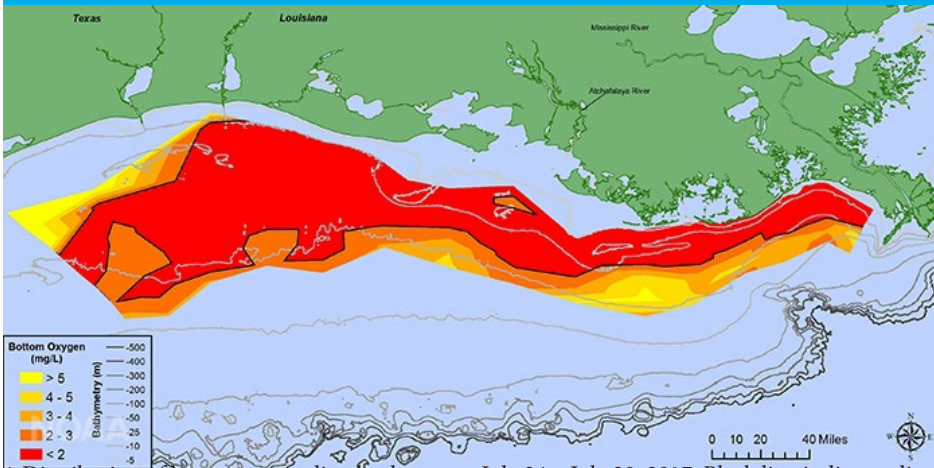 Texas
Louisiana
Mississippi River
Atchafalaya River
Bottom Oxygen
(mg/L)
> 5
4 - 5
3 - 4
2 - 3
< 2
Bathymetry (m)
-500
-400
-300
-200
-100
-50
-25
-10
-5
NOAA
0 10 20 40 Miles
N
W E
S